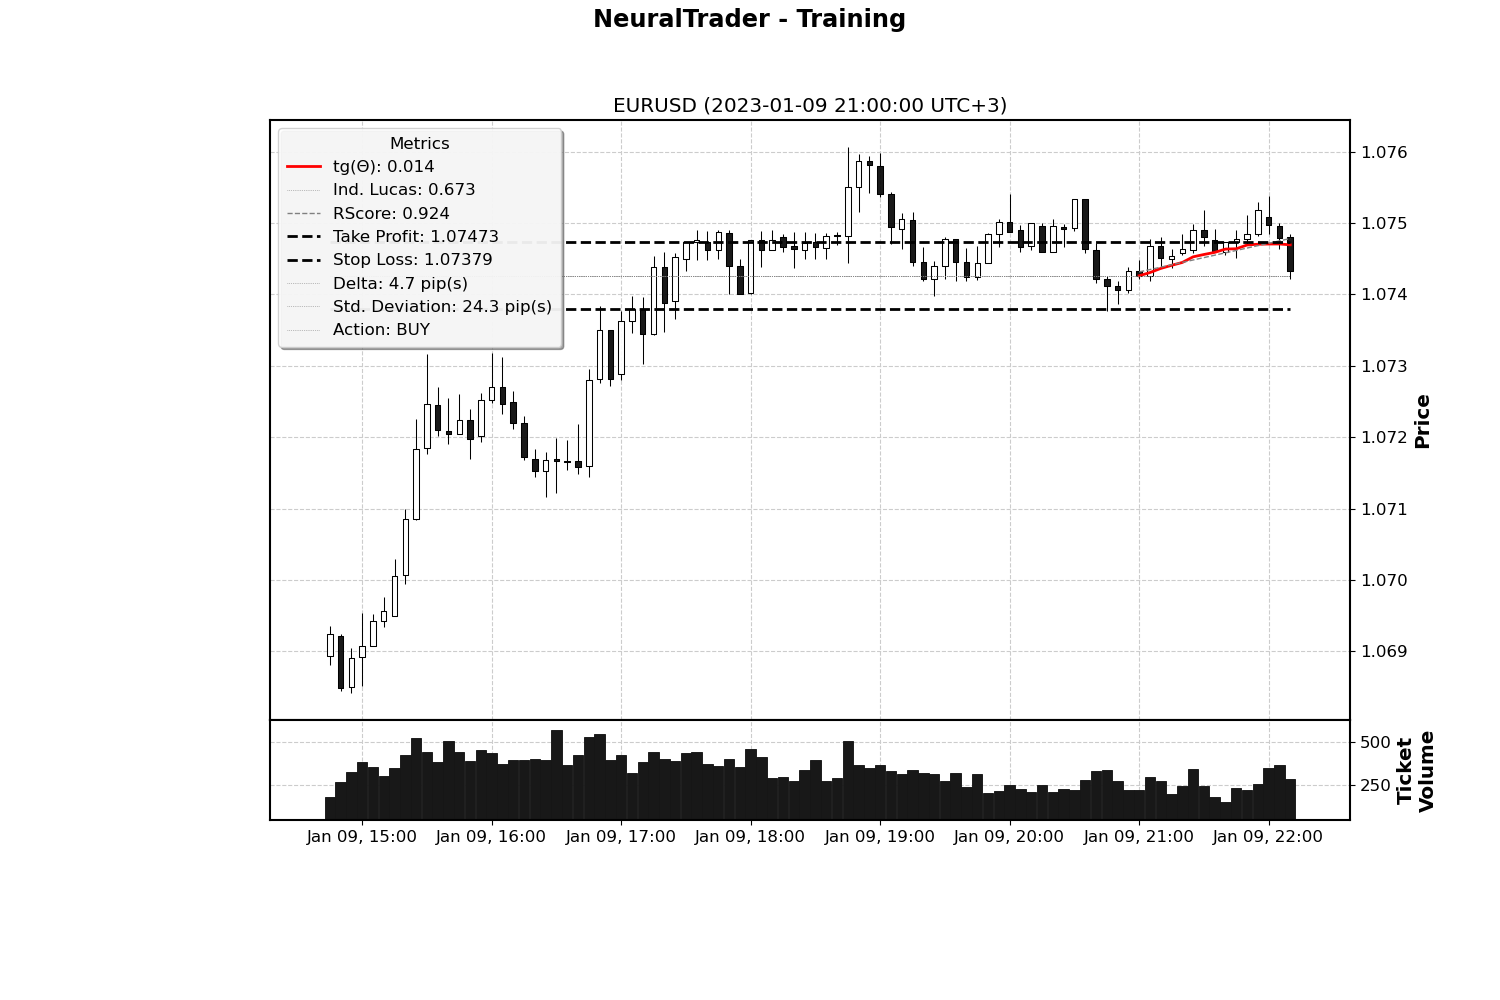 NeuralTrader - Training
EURUSD (2023-01-09 21:00:00 UTC+3)
Metrics
tg(Θ): 0.014
Ind. Lucas: 0.673
RScore: 0.924
Take Profit: 1.07473
Stop Loss: 1.07379
Delta: 4.7 pip(s)
Std. Deviation: 24.3 pip(s)
Action: BUY
1.076
1.075
1.074
1.073
1.072
1.071
1.070
1.069
Price
500
250
Ticket
Volume
Jan 09, 15:00 Jan 09, 16:00 Jan 09, 17:00 Jan 09, 18:00 Jan 09, 19:00 Jan 09, 20:00 Jan 09, 21:00 Jan 09, 22:00